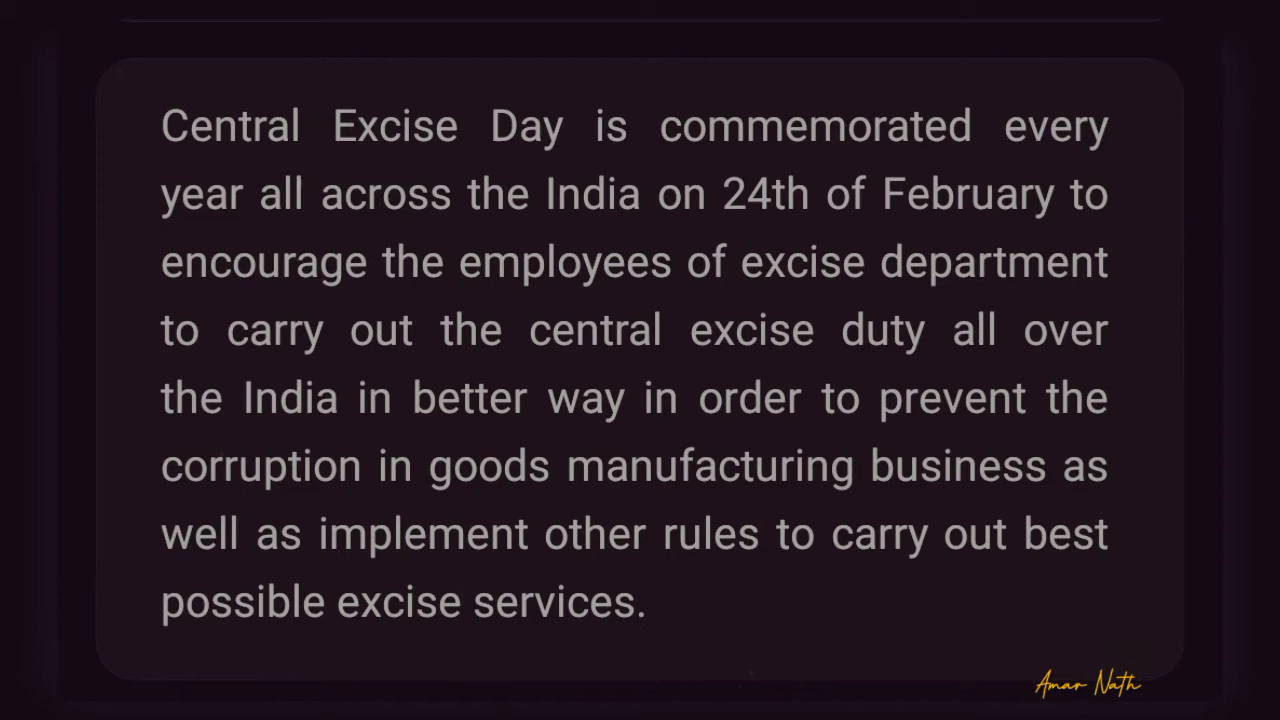 Central Excise Day is commemorated every
year all across the India on 24th of February to
encourage the employees of excise department
to carry out the central excise duty all over
the India in better way in order to prevent the
corruption in goods manufacturing business as
well as implement other rules to carry out best
possible excise services.
Amar Nath